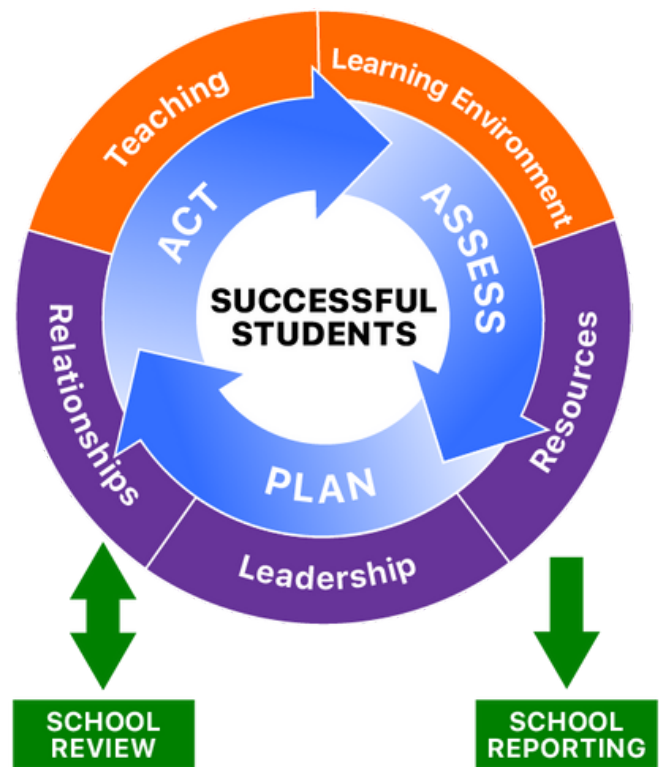 Teaching
Learning Environment
ACT
ASSESS
SUCCESSFUL
STUDENTS
Relationships
Resources
PLAN
Leadership
SCHOOL
REVIEW
SCHOOL
REPORTING